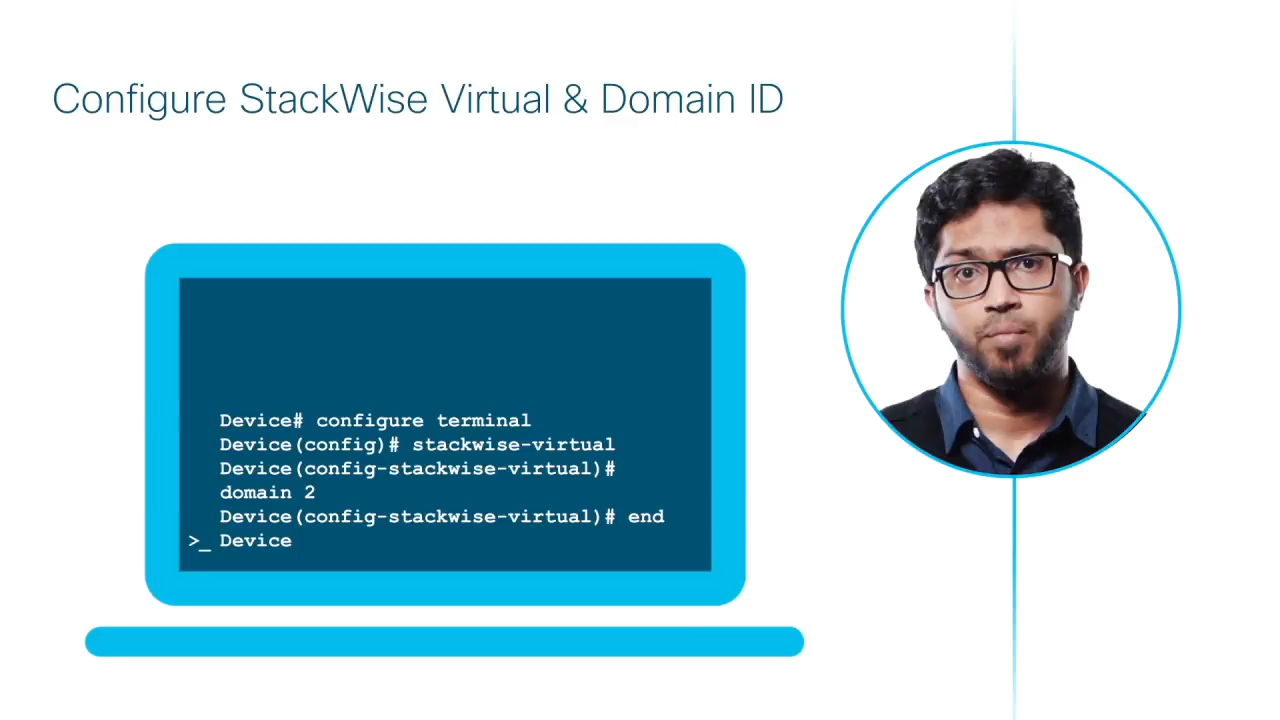 Configure StackWise Virtual & Domain ID
Device# configure terminal
Device(config)# stackwise-virtual
Device(config-stackwise-virtual)#
domain 2
Device(config-stackwise-virtual)# end
>_ Device